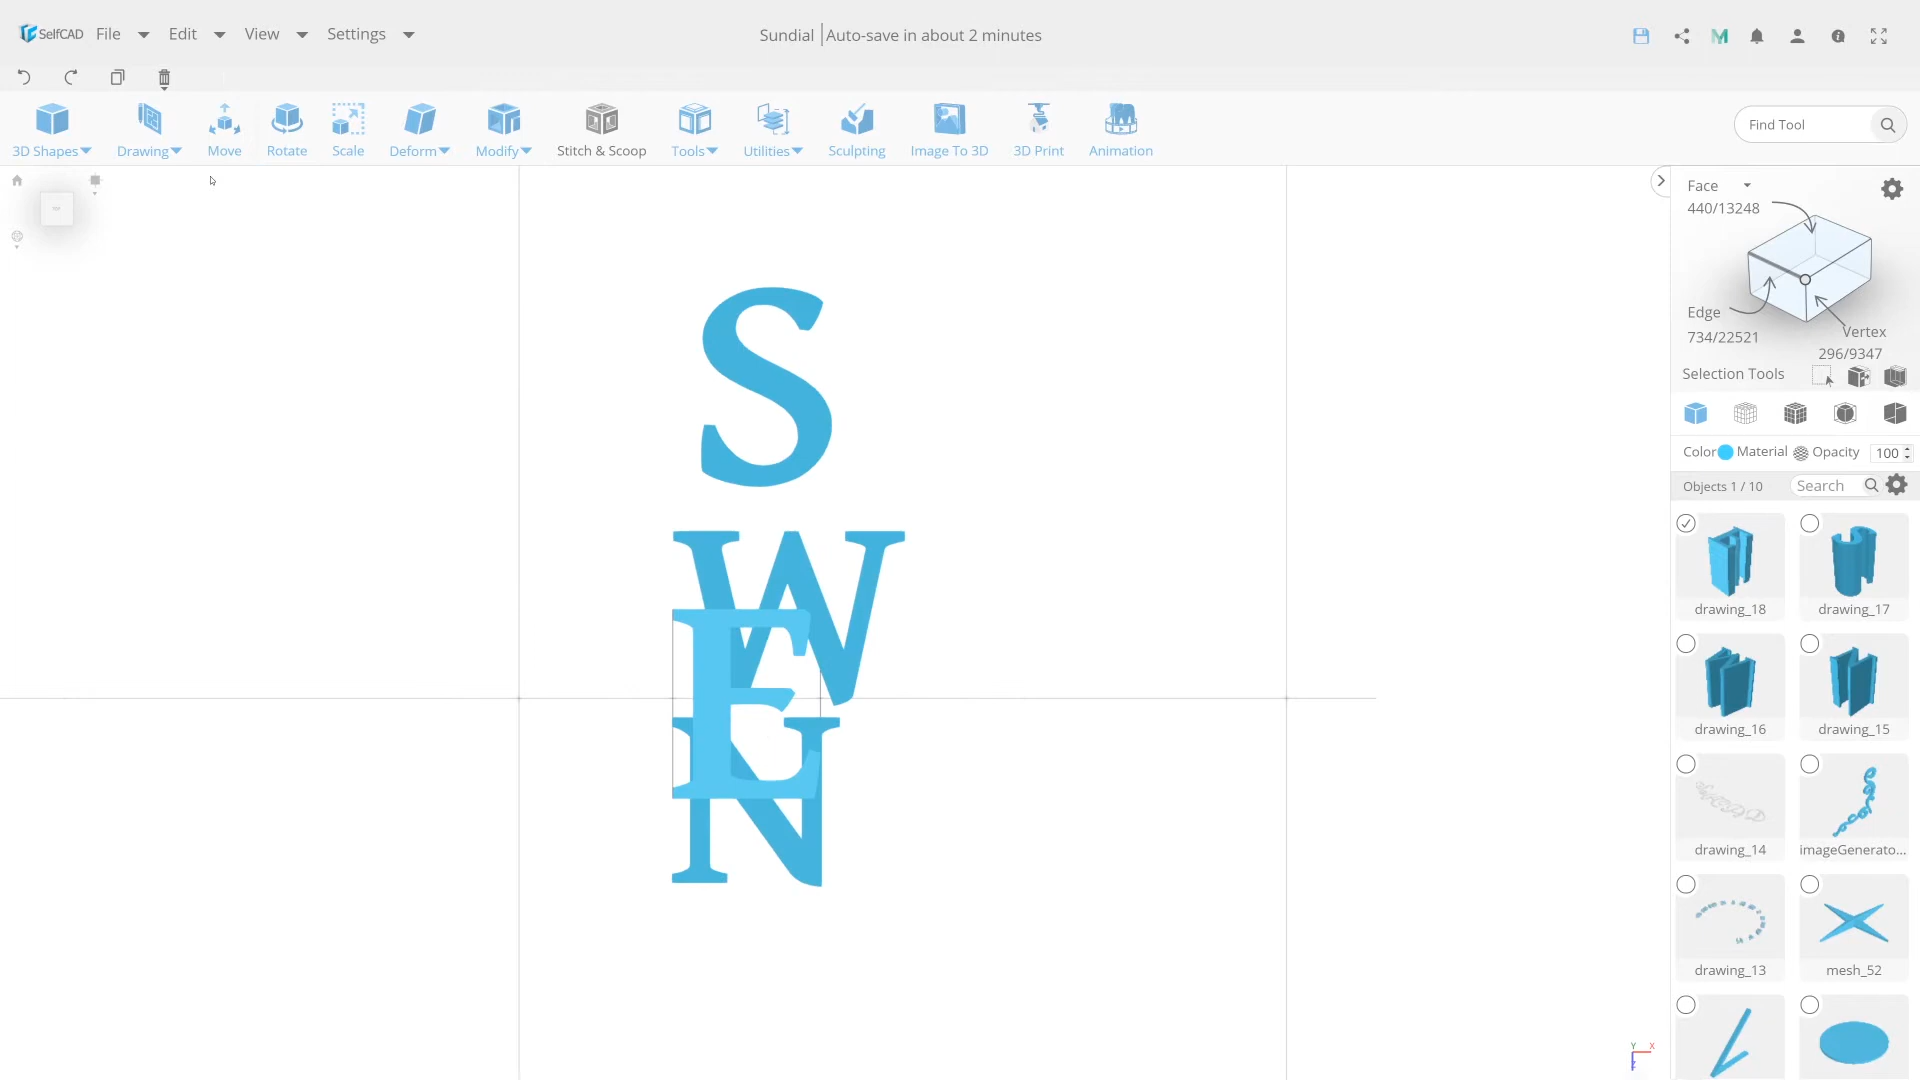 SelfCAD File Edit View Settings
Sundial Auto-save in about 2 minutes
3D Shapes Drawing Move Rotate Scale Deform Modify Stitch & Scoop Tools Utilities Sculpting Image To 3D 3D Print Animation
Find Tool
Face
440/13248
Edge
734/22521
Vertex
296/9347
Selection Tools
Color Material Opacity 100
Objects 1 / 10 Search
drawing_18 drawing_17
drawing_16 drawing_15
drawing_14 imageGenerato...
drawing_13 mesh_52
S
W
E
N
Y X